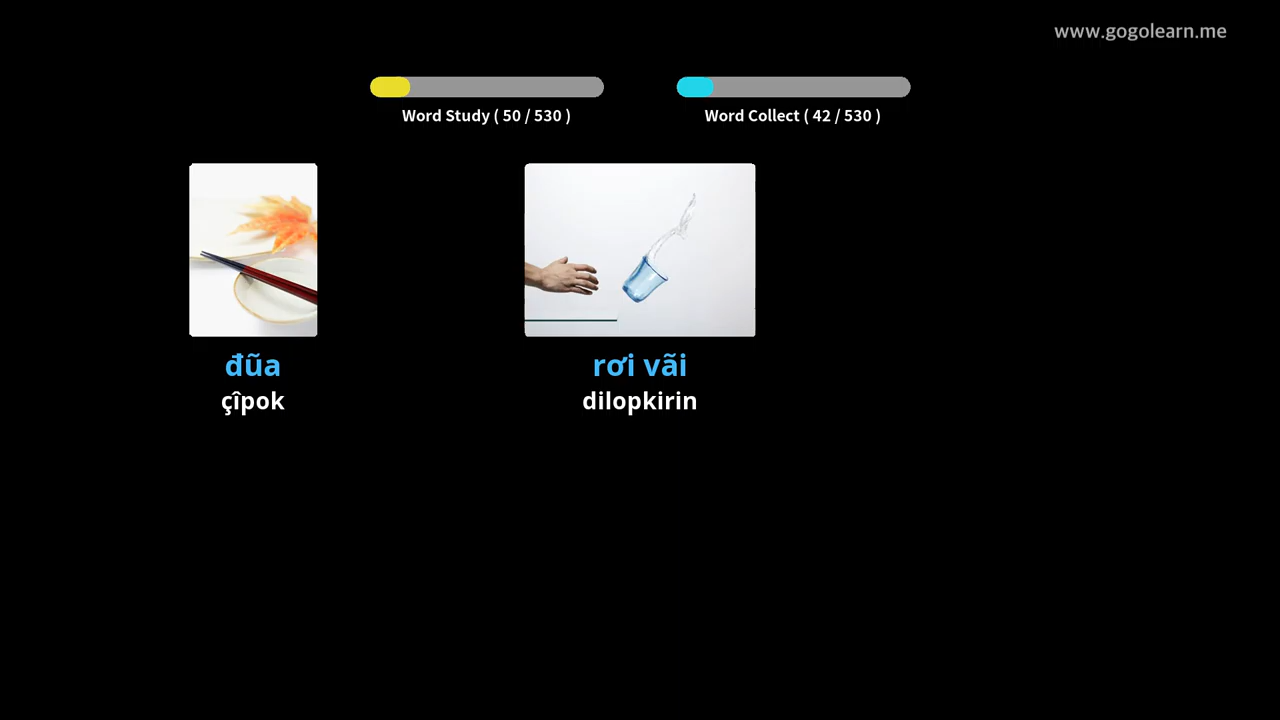 www.gogolearn.me
Word Study ( 50 / 530 )
Word Collect ( 42 / 530 )
đũa
çîpok
rơi vãi
dilopkirin